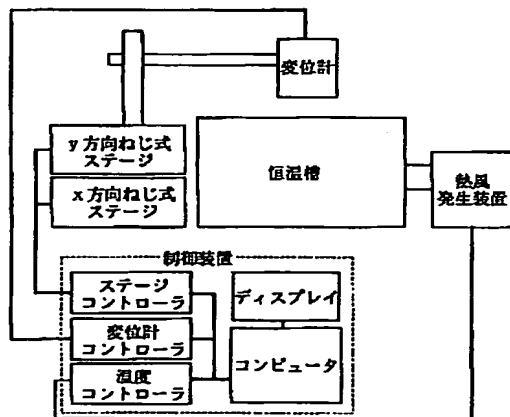 変位計
y方向ねじ式
ステージ
x方向ねじ式
ステージ
恒温槽
熱風
発生装置
制御装置
ステージ
コントローラ
ディスプレイ
変位計
コントローラ
コンピュータ
温度
コントローラ